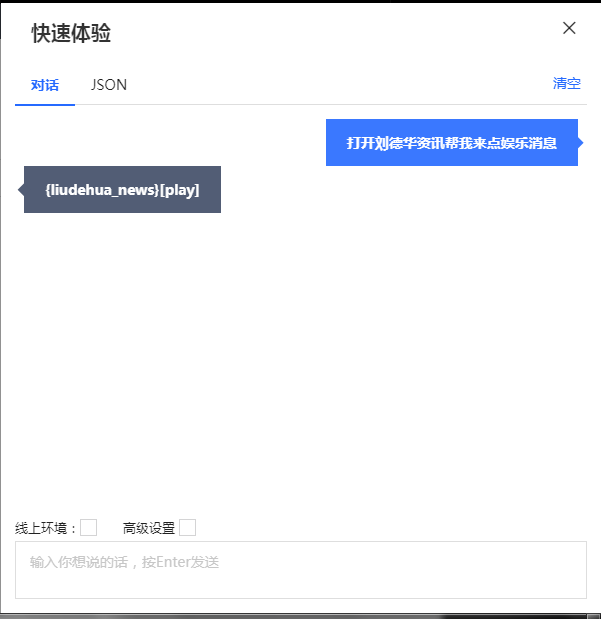 快速体验
对话 JSON 清空
打开刘德华资讯帮我来点娱乐消息
{liudehua_news}[play]
线上环境： 高级设置
输入你想说的话，按Enter发送